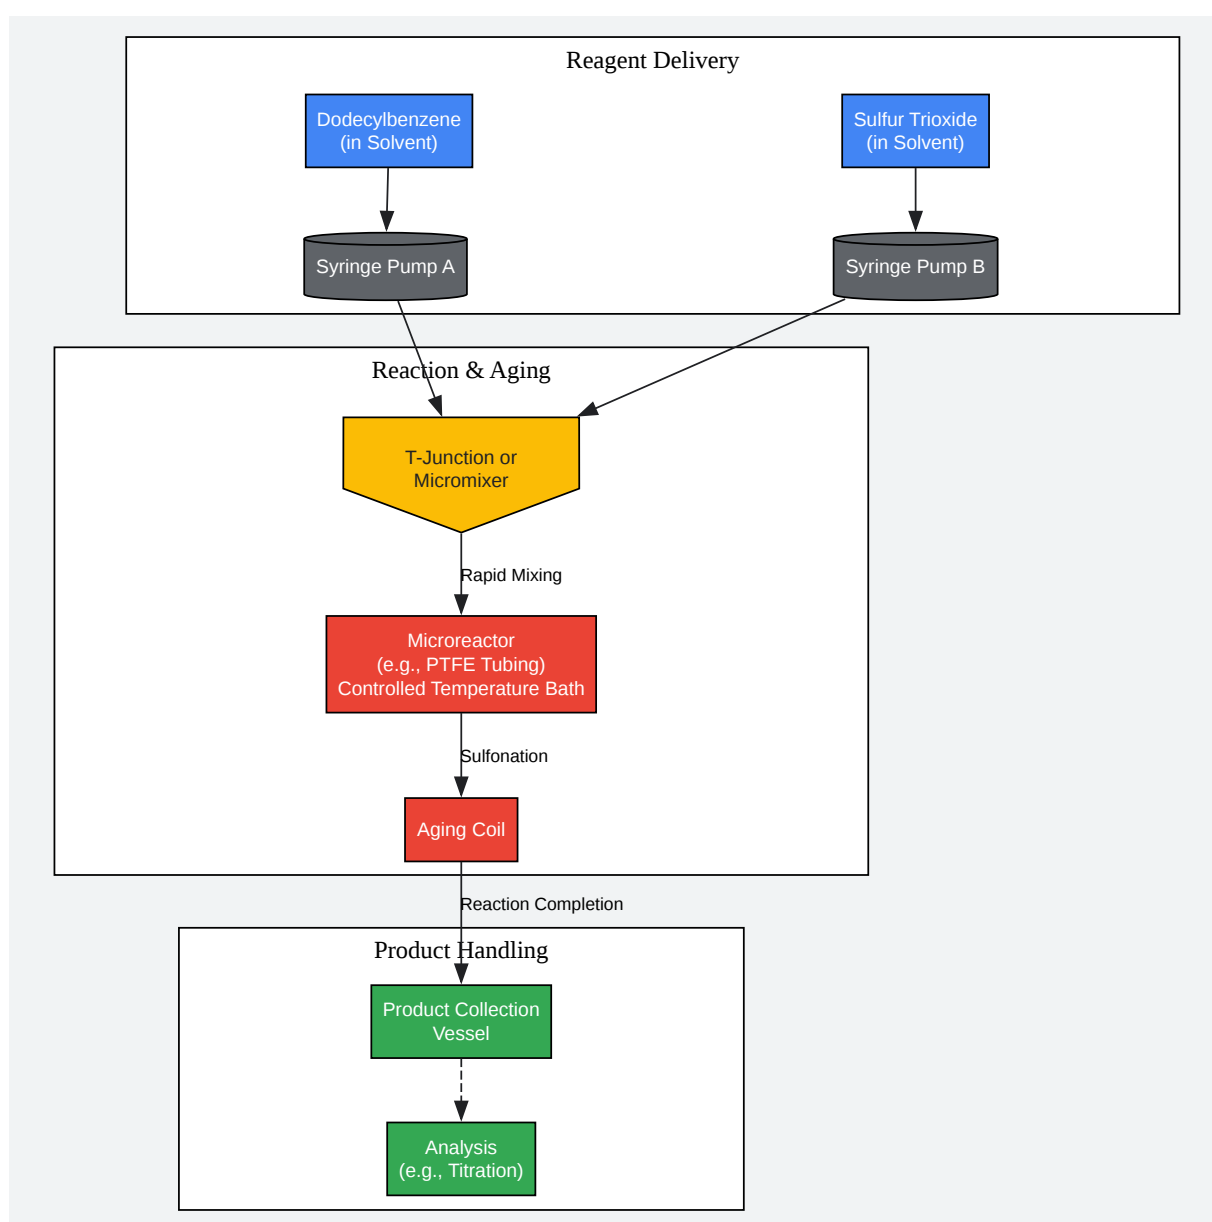 Reagent Delivery
Dodecylbenzene
(in Solvent)
Sulfur Trioxide
(in Solvent)
Syringe Pump A
Syringe Pump B
Reaction & Aging
T-Junction or
Micromixer
Rapid Mixing
Microreactor
(e.g., PTFE Tubing)
Controlled Temperature Bath
Sulfonation
Aging Coil
Reaction Completion
Product Handling
Product Collection
Vessel
Analysis
(e.g., Titration)